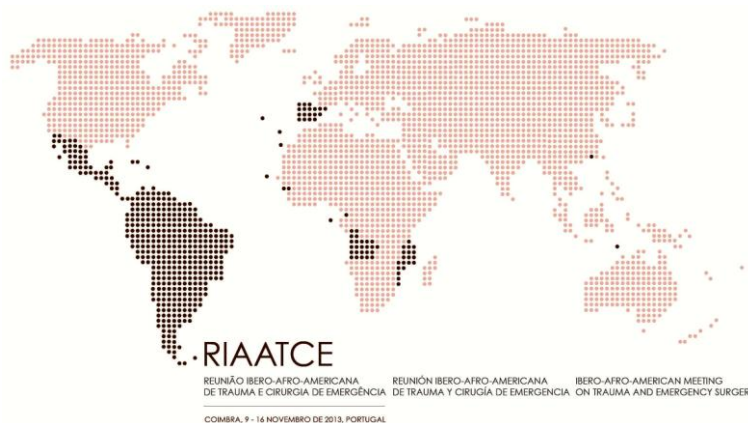 RIAATCE
REUNIÃO IBERO-AFRO-AMERICANA
DE TRAUMA E CIRURGIA DE EMERGÊNCIA
REUNIÓN IBERO-AFRO-AMERICANA
DE TRAUMA Y CIRUGÍA DE EMERGENCIA
IBERO-AFRO-AMERICAN MEETING
ON TRAUMA AND EMERGENCY SURGER
COIMBRA, 9 - 16 NOVEMBRO DE 2013, PORTUGAL